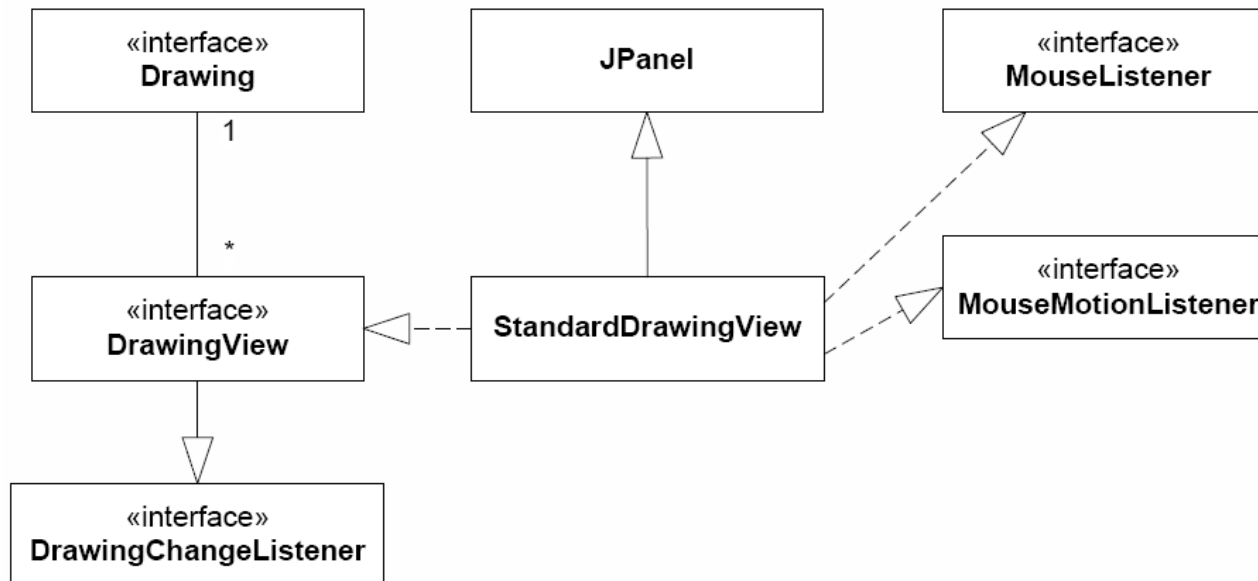 «interface»
Drawing
JPanel
«interface»
MouseListener
1
*
«interface»
DrawingView
StandardDrawingView
«interface»
MouseMotionListener
«interface»
DrawingChangeListener